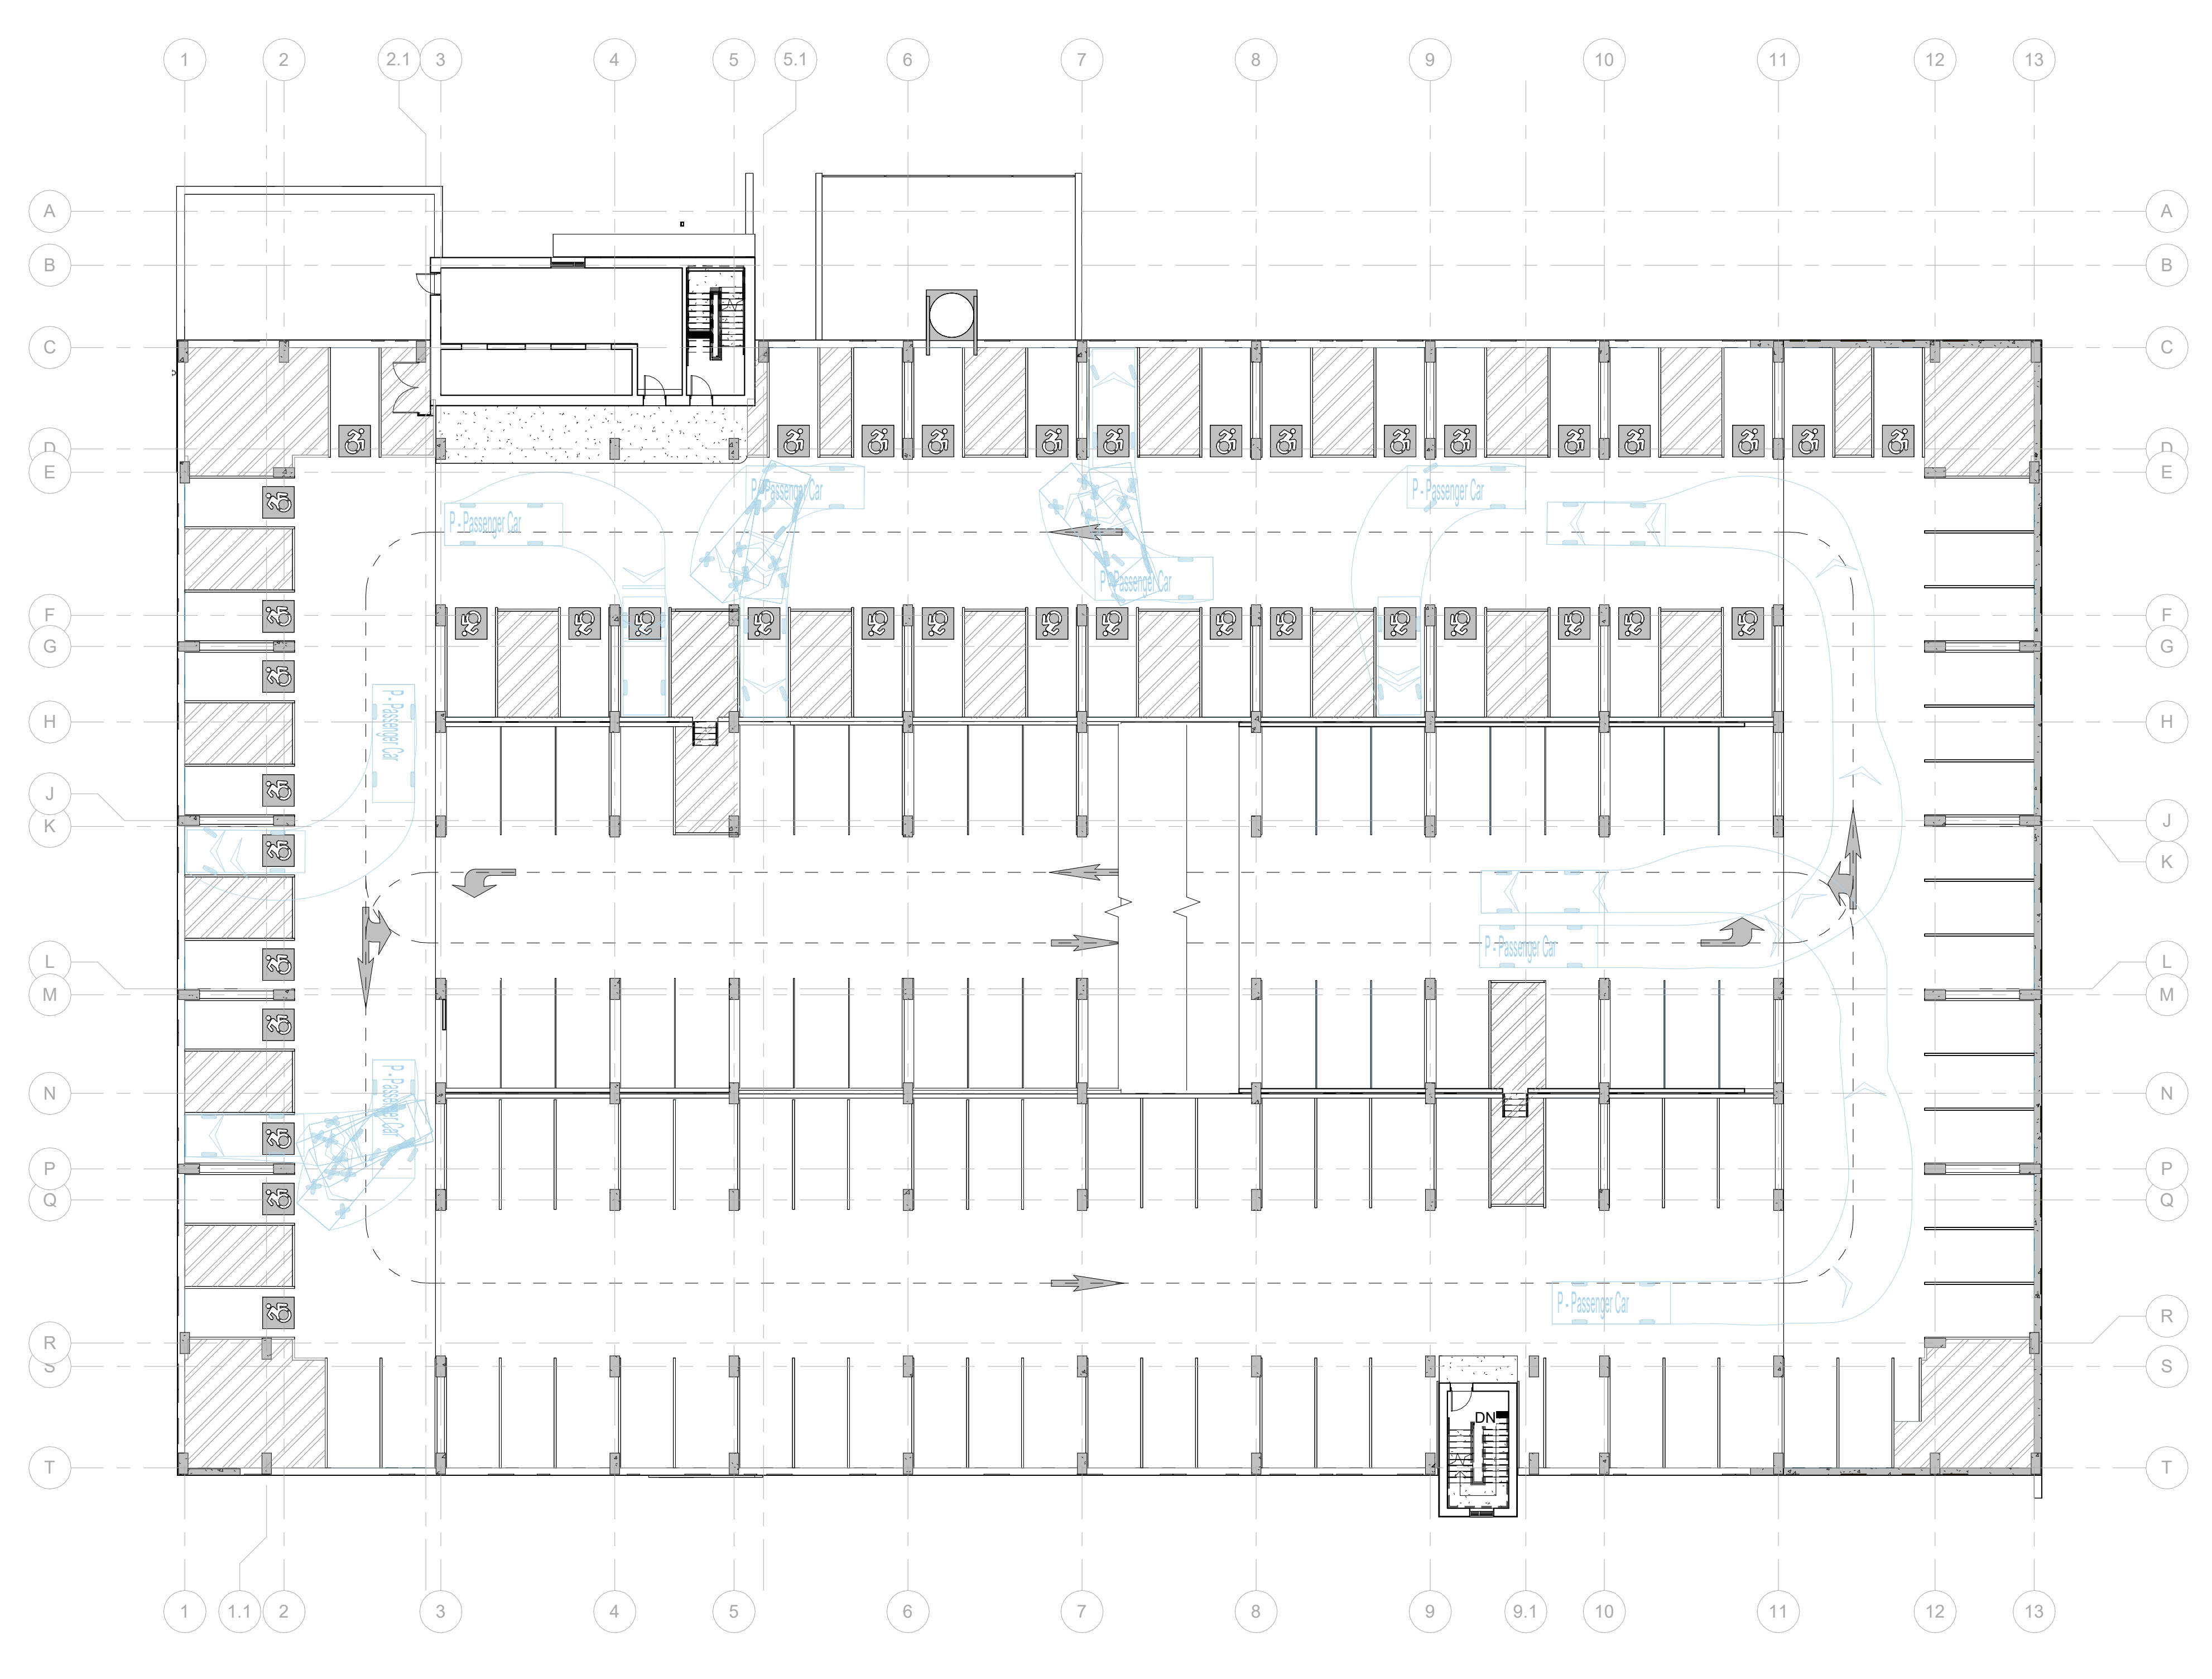 1 2 2.1 3 4 5 5.1 6 7 8 9 10 11 12 13
A A
B B
C C
D D
E E
P - Passenger Car P - Passenger Car P - Passenger Car
P - Passenger Car
F F
G G
P - Passenger Car
H H
J J
K K
P - Passenger Car
L L
M M
P - Passenger Car
N N
P P
Q Q
P - Passenger Car
R R
S S
DN
T T
1 1.1 2 3 4 5 6 7 8 9 9.1 10 11 12 13